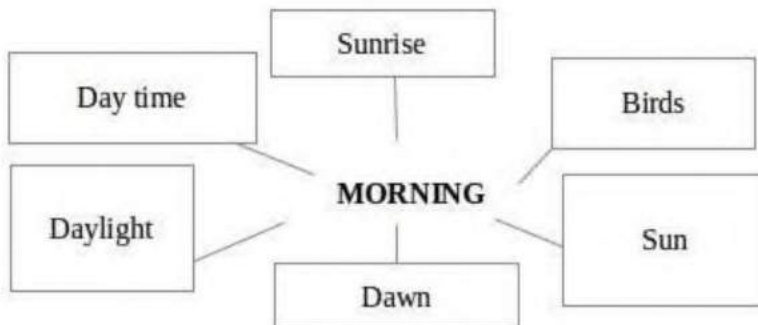 Sunrise
Day time
Birds
MORNING
Daylight
Sun
Dawn